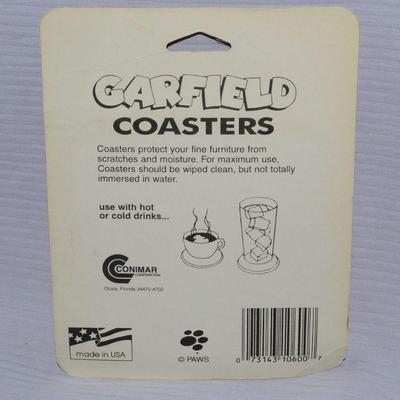 GARFIELD
COASTERS
Coasters protect your fine furniture from
scratches and moisture. For maximum use,
Coasters should be wiped clean, but not totally
immersed in water.
use with hot
or cold drinks...
CONIMAR
CORPORATION
Ocala, Florida 34470-4702
made in USA
© PAWS
0 73143 10600 7